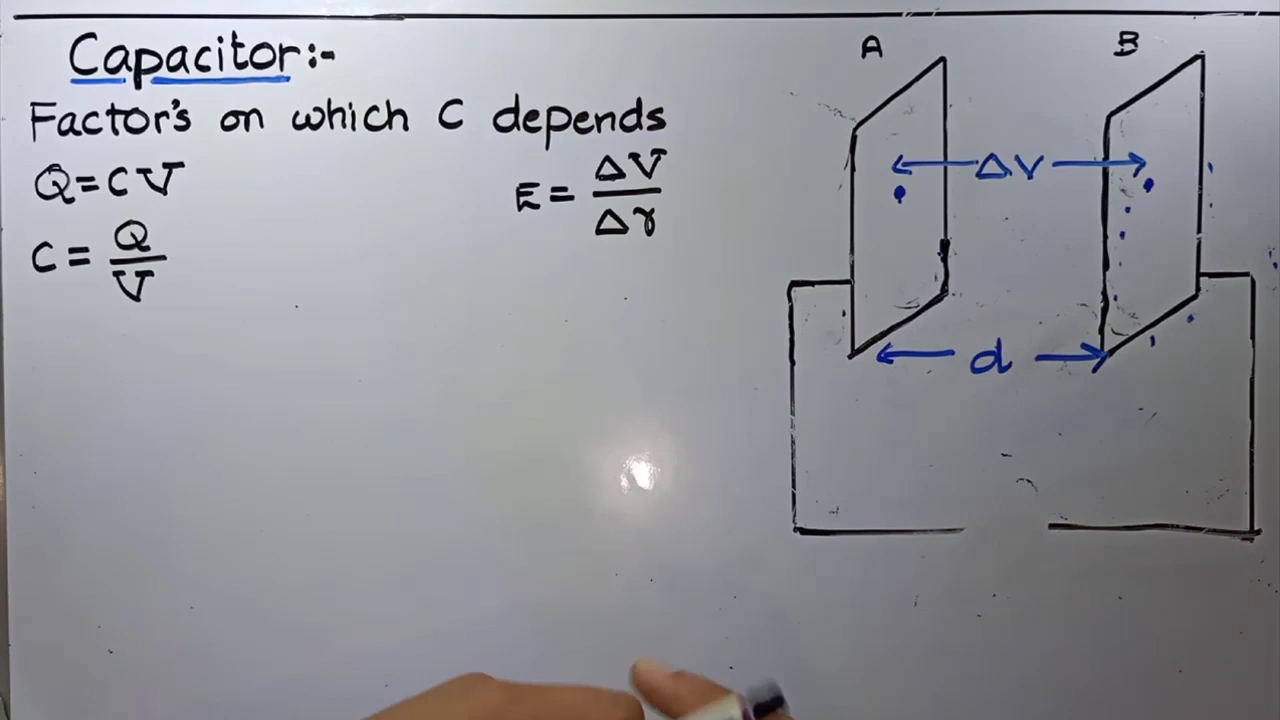 Capacitor:-
Factor's on which C depends
Q=CV
C = Q/V
E = ΔV/Δr
A
B
ΔV
d